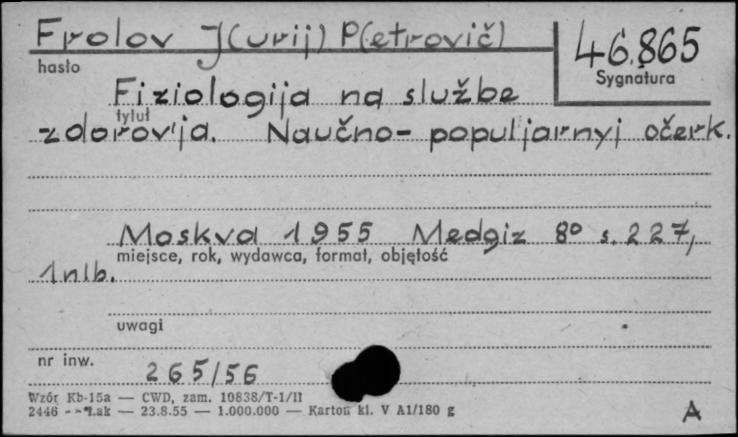 Frolov J(urij) P(etrovič)
46.865
hasło
Sygnatura
Fizjologija na službe
tytuł
zdorov'ja. Naučno-populjarnyj očerk.
Moskva 1955 Medgiz 8° s. 227,
miejsce, rok, wydawca, format, objętość
1 nlb.
uwagi
nr inw. 265/56
Wzór Kb-15a — CWD, zam. 10838/T-1/II
2446 — 23.8.55 — 1.000.000 — Karton kl. V A1/180 g
A